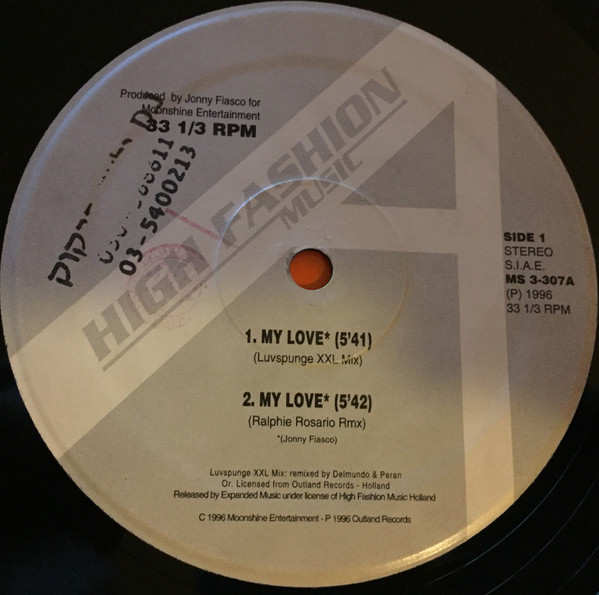 Produced by Jonny Fiasco for
Moonshine Entertainment
33 1/3 RPM
DJ
03-5400213
HIGH FASHION
MUSIC
SIDE 1
STEREO
S.I.A.E.
MS 3-307A
(P) 1996
33 1/3 RPM
1. MY LOVE* (5'41)
(Luvspunge XXL Mix)
2. MY LOVE* (5'42)
(Ralphie Rosario Rmx)
*(Jonny Fiasco)
Luvspunge XXL Mix: remixed by Delmundo & Peran
Or. Licensed from Outland Records - Holland
Released by Expanded Music under license of High Fashion Music Holland
C 1996 Moonshine Entertainment - P 1996 Outland Records